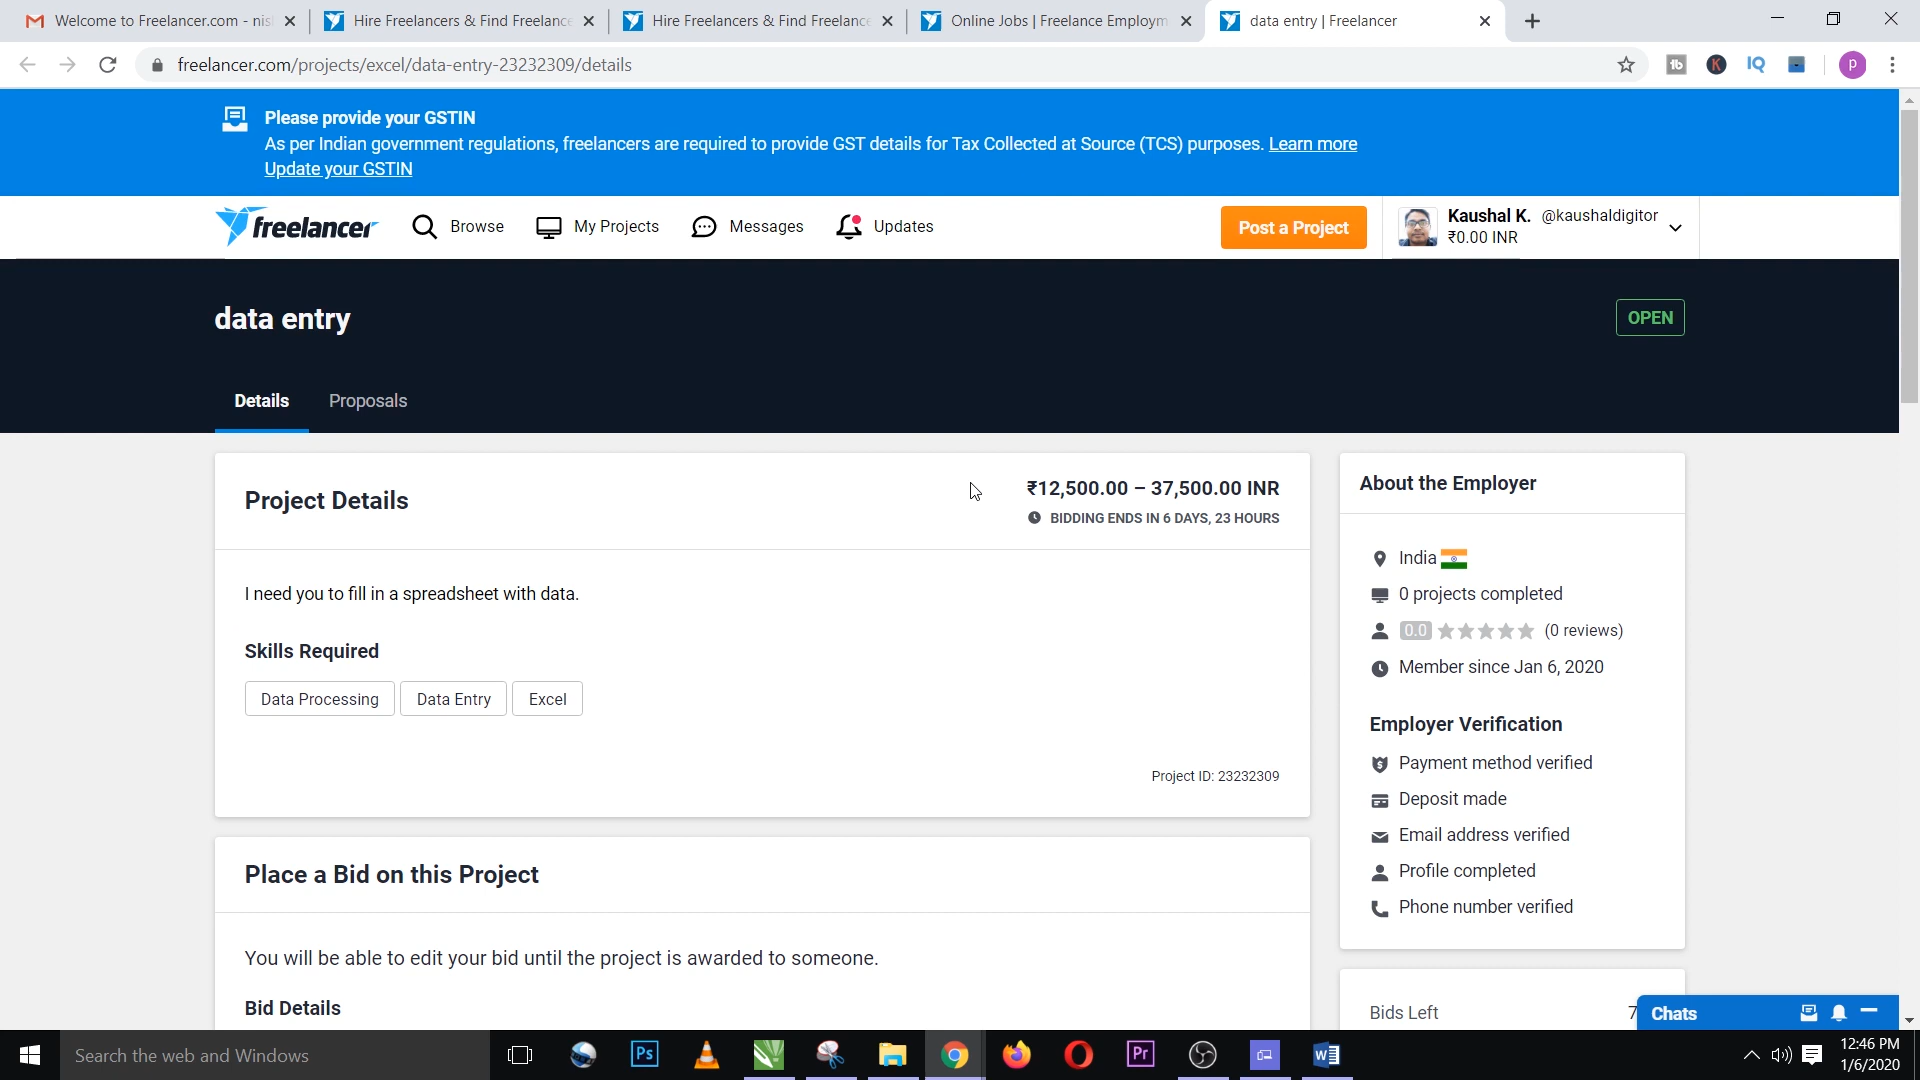 Welcome to Freelancer.com - nis
Hire Freelancers & Find Freelance
Hire Freelancers & Find Freelance
Online Jobs | Freelance Employm
data entry | Freelancer
freelancer.com/projects/excel/data-entry-23232309/details
tb
K
IQ
P
Please provide your GSTIN
As per Indian government regulations, freelancers are required to provide GST details for Tax Collected at Source (TCS) purposes. Learn more
Update your GSTIN
freelancer
Browse
My Projects
Messages
Updates
Post a Project
Kaushal K. @kaushaldigitor
₹0.00 INR
data entry
OPEN
Details
Proposals
Project Details
₹12,500.00 – 37,500.00 INR
BIDDING ENDS IN 6 DAYS, 23 HOURS
I need you to fill in a spreadsheet with data.
Skills Required
Data Processing
Data Entry
Excel
Project ID: 23232309
Place a Bid on this Project
You will be able to edit your bid until the project is awarded to someone.
Bid Details
About the Employer
India
0 projects completed
0.0 (0 reviews)
Member since Jan 6, 2020
Employer Verification
Payment method verified
Deposit made
Email address verified
Profile completed
Phone number verified
Bids Left 7
Chats
Search the web and Windows
Ps
Pr
W
12:46 PM
1/6/2020